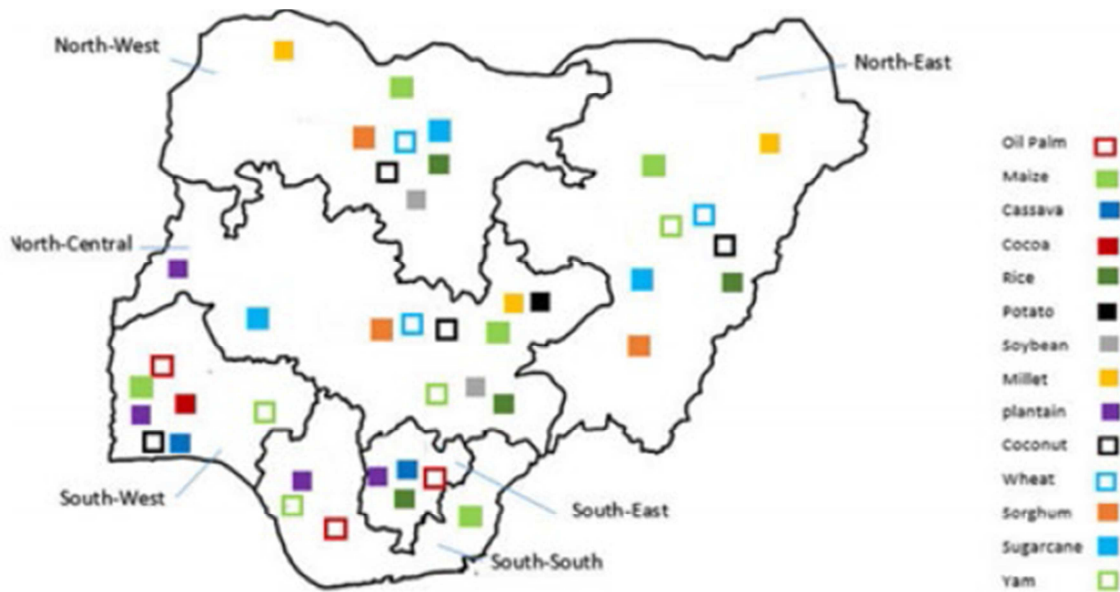 North-West
North-East
North-Central
South-West
South-East
South-South
Oil Palm
Maize
Cassava
Cocoa
Rice
Potato
Soybean
Millet
plantain
Coconut
Wheat
Sorghum
Sugarcane
Yam